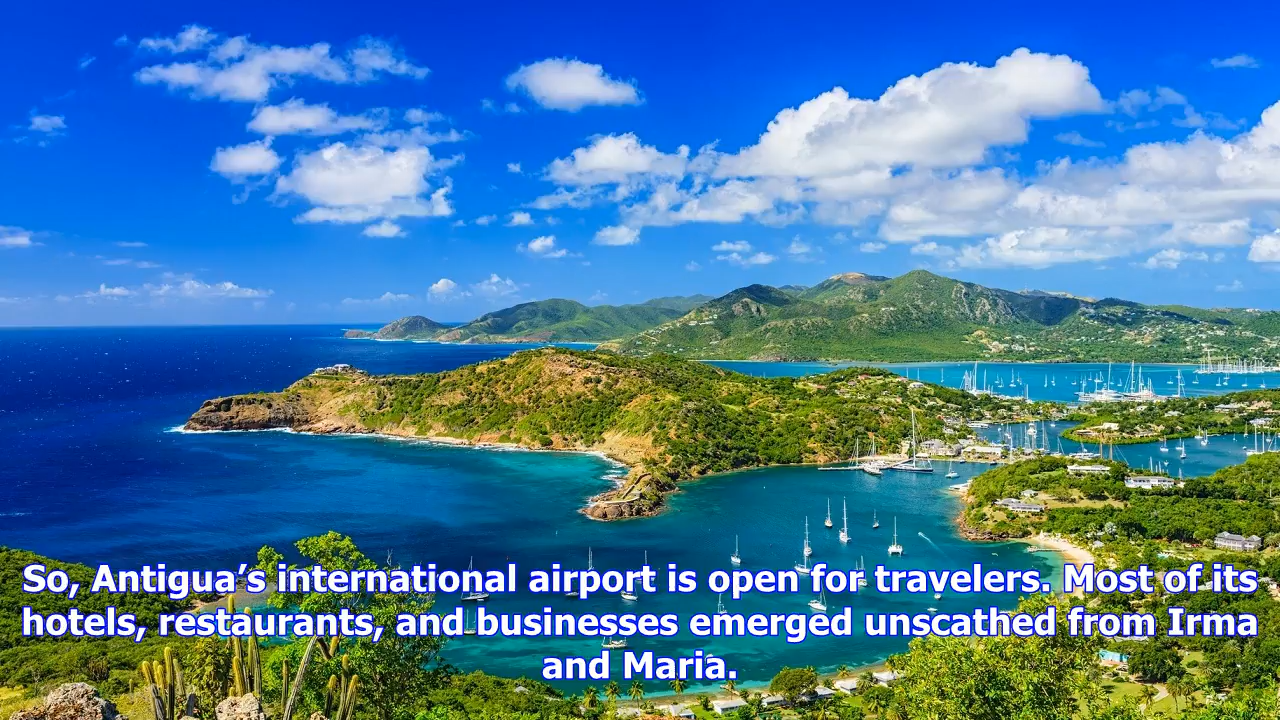 So, Antigua’s international airport is open for travelers. Most of its
hotels, restaurants, and businesses emerged unscathed from Irma
and Maria.